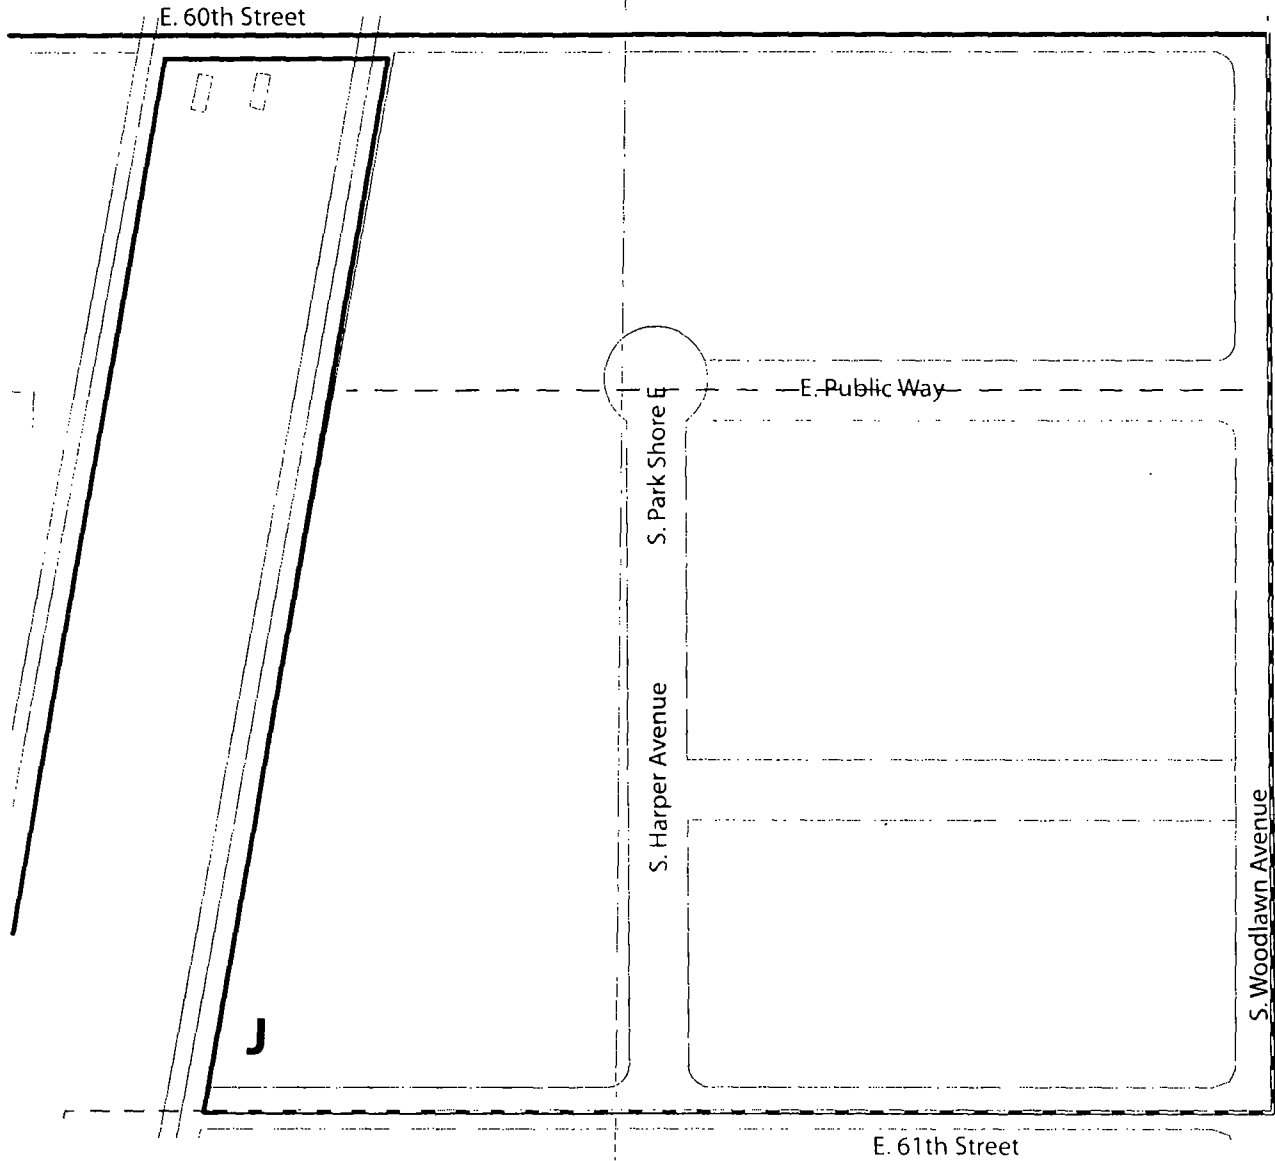 E. 60th Street
E. Public Way
S. Park Shore E
S. Harper Avenue
S. Woodlawn Avenue
J
E. 61th Street